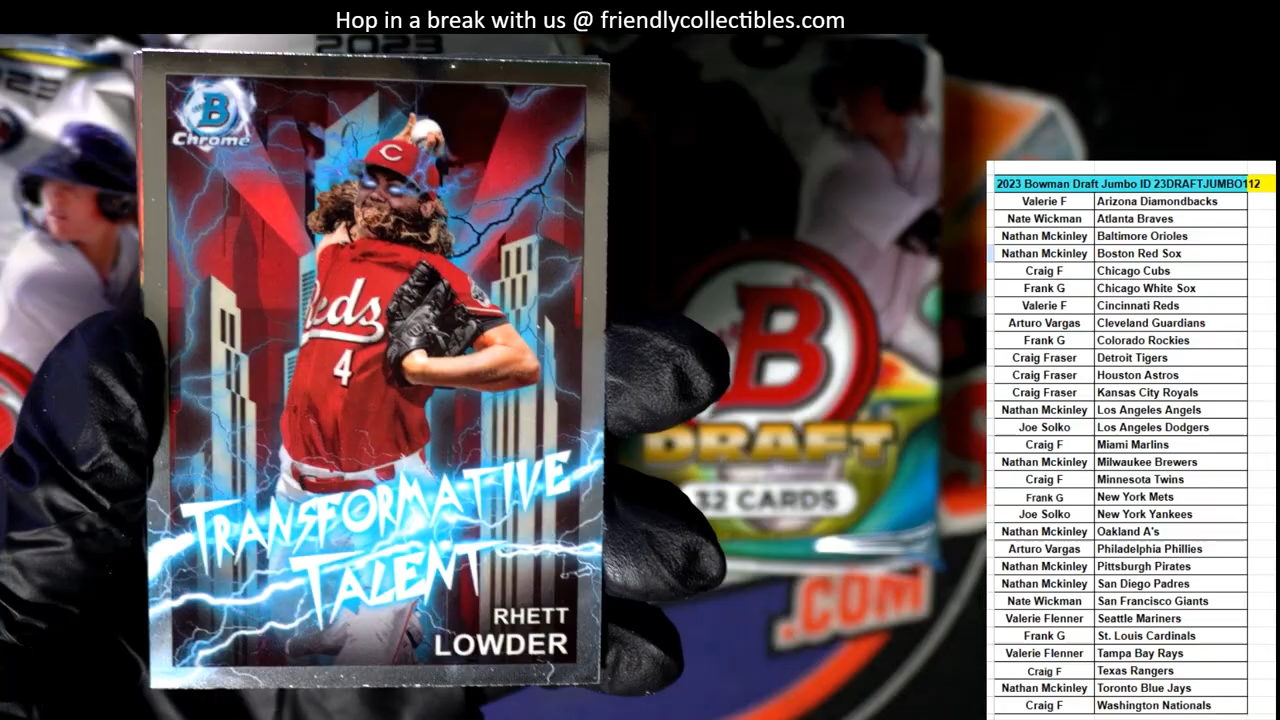 Hop in a break with us @ friendlycollectibles.com
2023
B
Chrome
C
Reds
4
TRANSFORMATIVE
TALENT
RHETT
LOWDER
B
DRAFT
32 CARDS
.COM
2023 Bowman Draft Jumbo ID 23DRAFTJUMBO112
Valerie F Arizona Diamondbacks
Nate Wickman Atlanta Braves
Nathan Mckinley Baltimore Orioles
Nathan Mckinley Boston Red Sox
Craig F Chicago Cubs
Frank G Chicago White Sox
Valerie F Cincinnati Reds
Arturo Vargas Cleveland Guardians
Frank G Colorado Rockies
Craig Fraser Detroit Tigers
Craig Fraser Houston Astros
Craig Fraser Kansas City Royals
Nathan Mckinley Los Angeles Angels
Joe Solko Los Angeles Dodgers
Craig F Miami Marlins
Nathan Mckinley Milwaukee Brewers
Craig F Minnesota Twins
Frank G New York Mets
Joe Solko New York Yankees
Nathan Mckinley Oakland A's
Arturo Vargas Philadelphia Phillies
Nathan Mckinley Pittsburgh Pirates
Nathan Mckinley San Diego Padres
Nate Wickman San Francisco Giants
Valerie Flenner Seattle Mariners
Frank G St. Louis Cardinals
Valerie Flenner Tampa Bay Rays
Craig F Texas Rangers
Nathan Mckinley Toronto Blue Jays
Craig F Washington Nationals